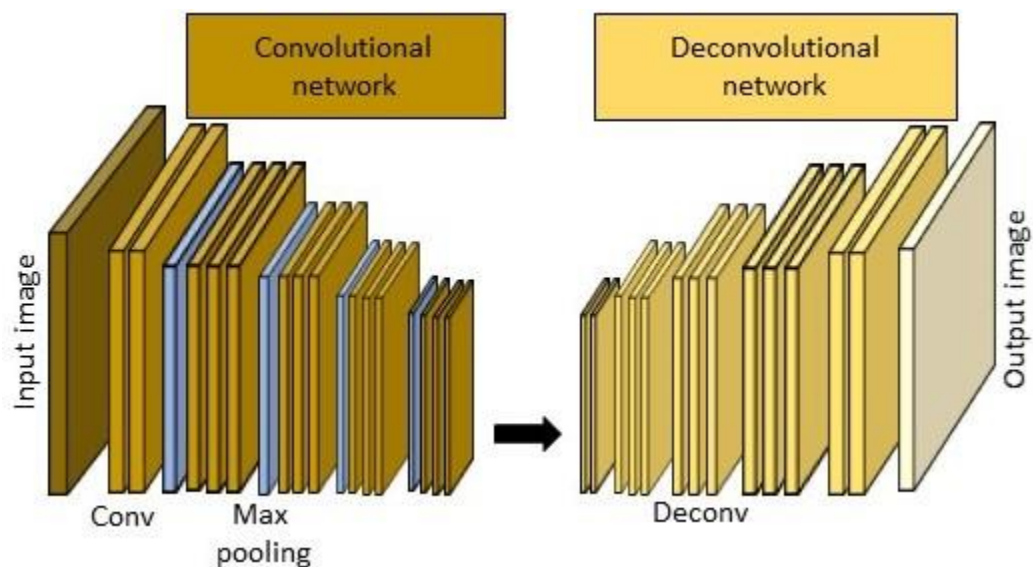 Convolutional
network
Deconvolutional
network
Input image
Output image
Conv
Max
pooling
Deconv